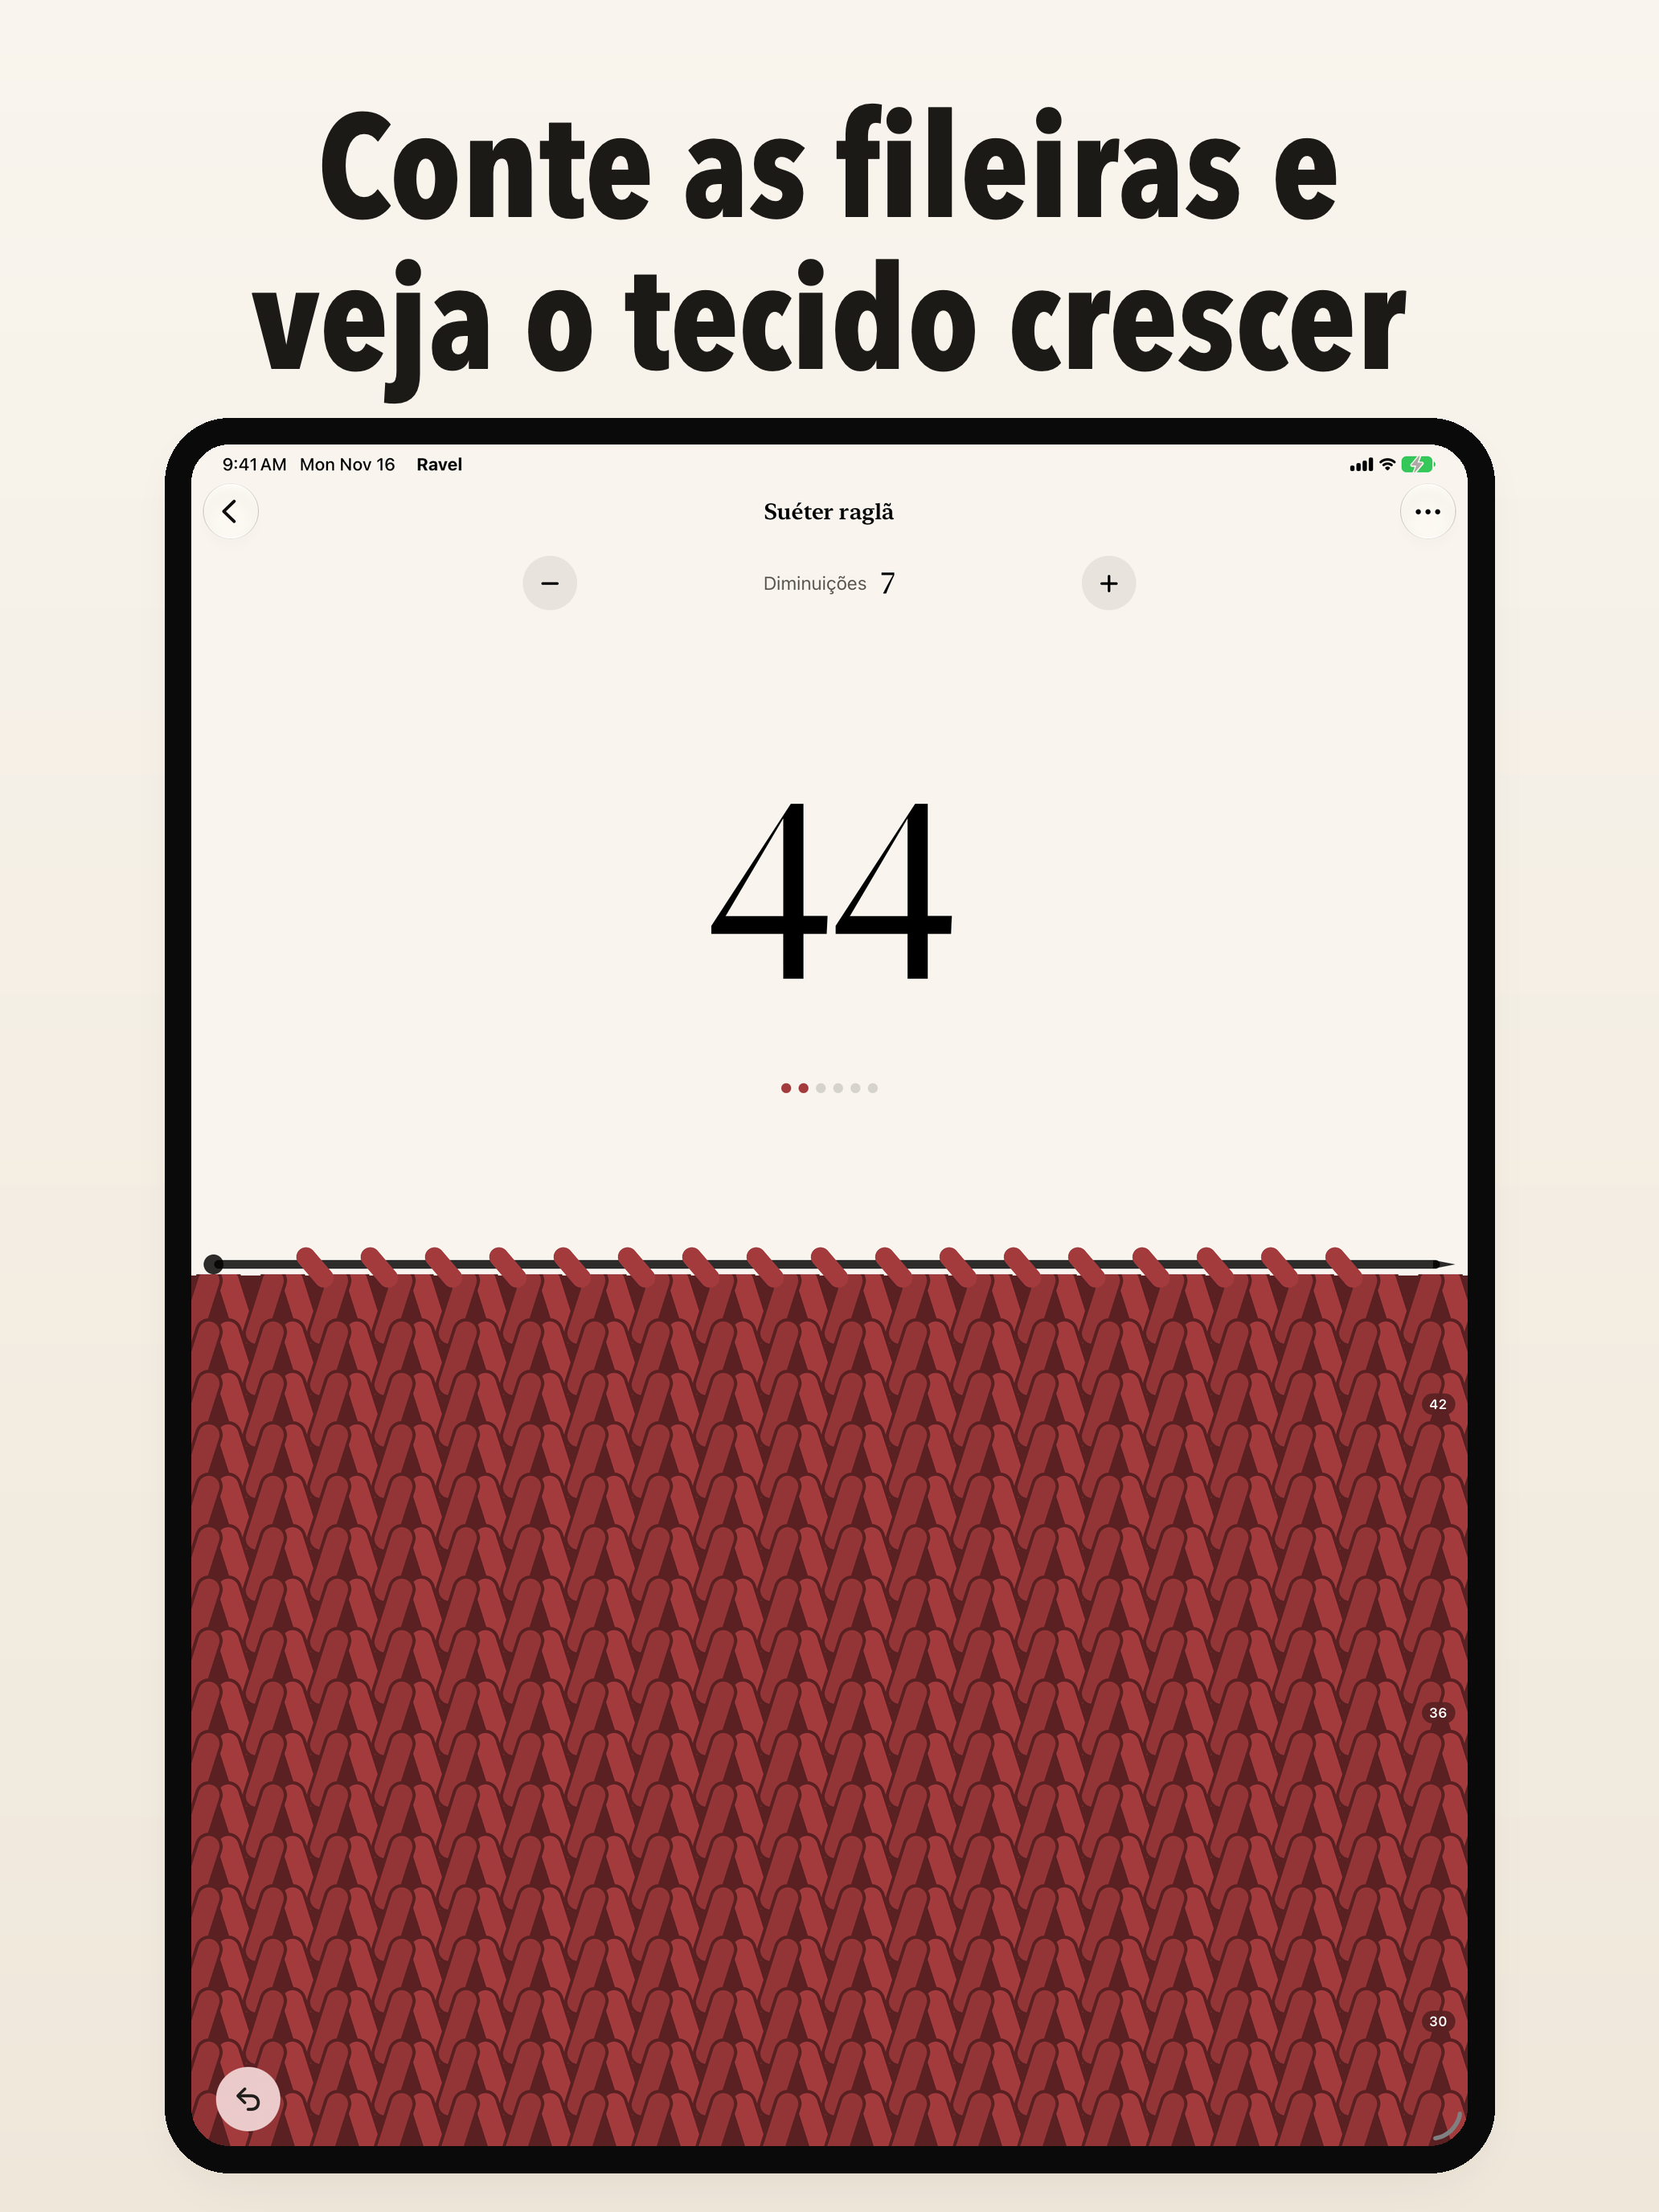 Conte as fileiras e
veja o tecido crescer
9:41 AM Mon Nov 16 Ravel
Suéter raglã
Diminuições 7
44
42
36
30